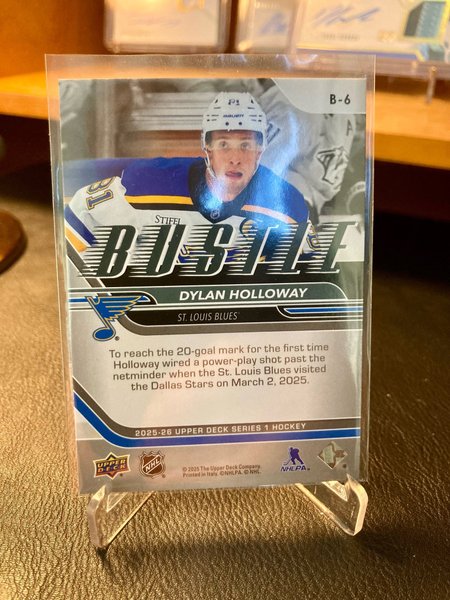 B-6
81
81
BAUER
STIFEL
BUSTLE
DYLAN HOLLOWAY
ST. LOUIS BLUES
To reach the 20-goal mark for the first time
Holloway wired a power-play shot past the
netminder when the St. Louis Blues visited
the Dallas Stars on March 2, 2025.
2025-26 UPPER DECK SERIES 1 HOCKEY
UPPER DECK
NHL
© 2025 The Upper Deck Company.
Printed in Italy. ©NHLPA. © NHL
NHLPA